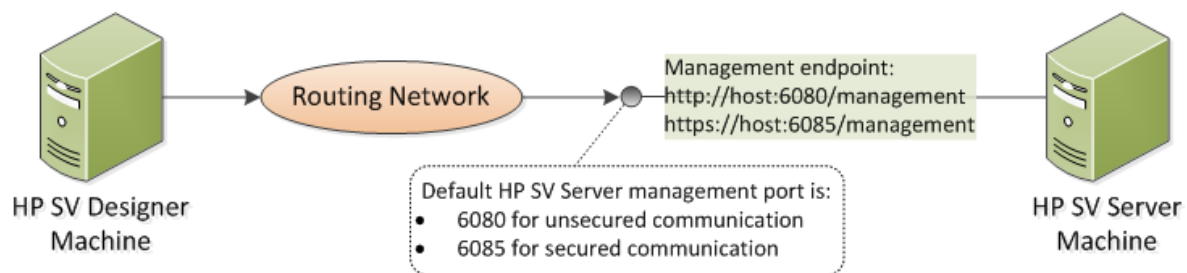 HP SV Designer
Machine
Routing Network
Management endpoint:
http://host:6080/management
https://host:6085/management
Default HP SV Server management port is:
• 6080 for unsecured communication
• 6085 for secured communication
HP SV Server
Machine